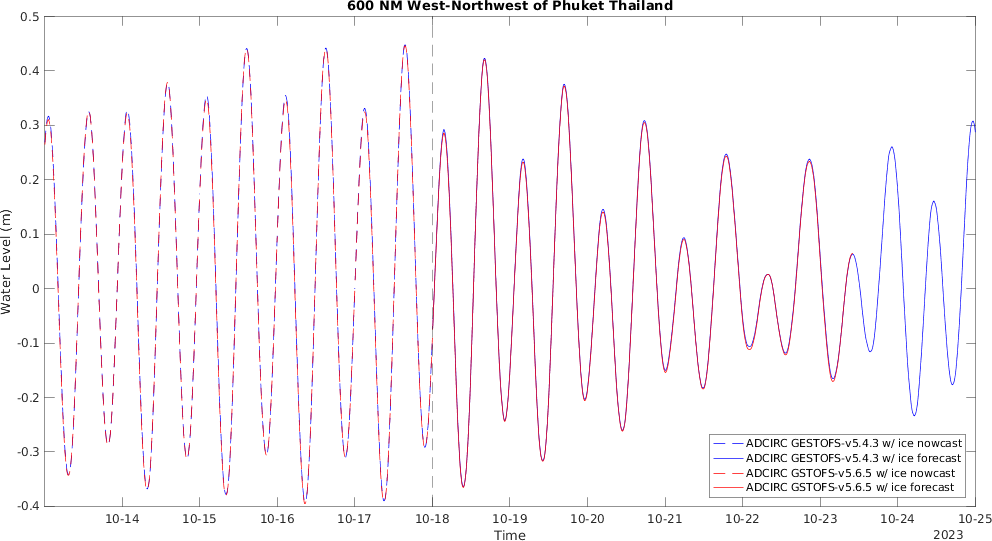 600 NM West-Northwest of Phuket Thailand
0.5
0.4
0.3
0.2
0.1
0
-0.1
-0.2
-0.3
-0.4
Water Level (m)
10-14 10-15 10-16 10-17 10-18 10-19 10-20 10-21 10-22 10-23 10-24 10-25
Time
2023
ADCIRC GESTOFS-v5.4.3 w/ ice nowcast
ADCIRC GESTOFS-v5.4.3 w/ ice forecast
ADCIRC GSTOFS-v5.6.5 w/ ice nowcast
ADCIRC GSTOFS-v5.6.5 w/ ice forecast